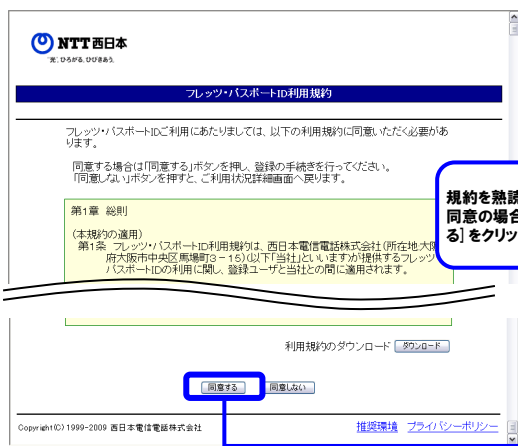 NTT西日本
光、ひろがる、ひびきあう。
フレッツ・パスポートID利用規約
フレッツ・パスポートIDご利用にあたりましては、以下の利用規約に同意いただく必要があ
ります。
同意する場合は「同意する」ボタンを押し、登録の手続きを行ってください。
「同意しない」ボタンを押すと、ご利用状況詳細画面へ戻ります。
規約を熟読
同意の場合
る]をクリッ
第1章 総則
(本規約の適用)
第1条 フレッツ・パスポートID利用規約は、西日本電信電話株式会社(所在地大阪
府大阪市中央区馬場町3-16)(以下「当社」といいます)が提供するフレッツ・
パスポートIDの利用に関し、登録ユーザと当社との間に適用されます。
利用規約のダウンロード ダウンロード
同意する 同意しない
Copyright(C) 1999-2009 西日本電信電話株式会社 推奨環境 プライバシーポリシー